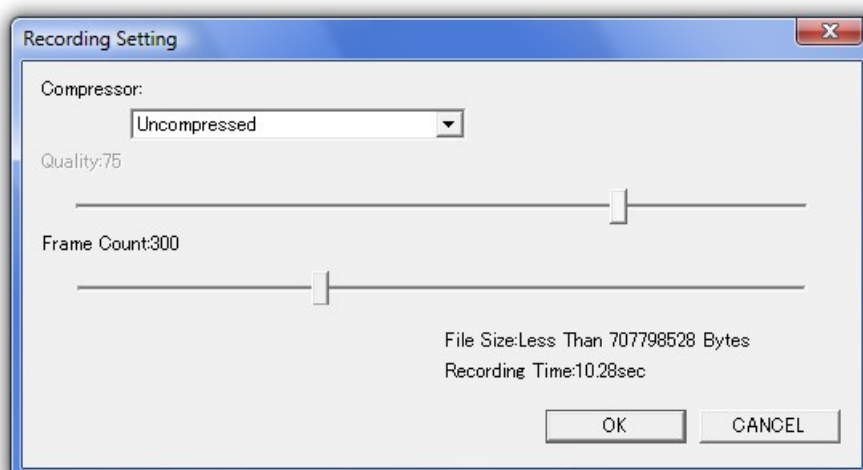 Recording Setting
Compressor:
Uncompressed
Quality:75
Frame Count:300
File Size:Less Than 707798528 Bytes
Recording Time:10.28sec
OK CANCEL